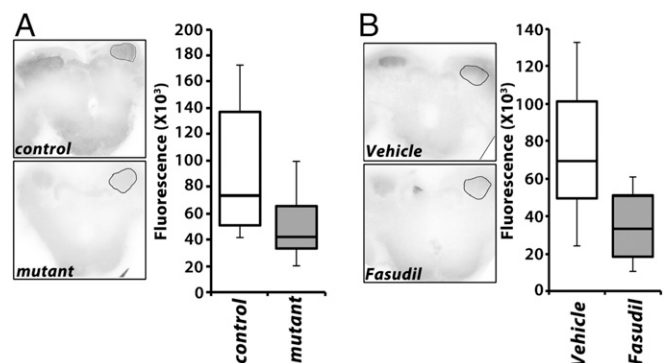 A
control
mutant
Fluorescence (X10³)
200
180
160
140
120
100
80
60
40
20
0
control
mutant
B
Vehicle
Fasudil
Fluorescence (X10³)
140
120
100
80
60
40
20
0
Vehicle
Fasudil